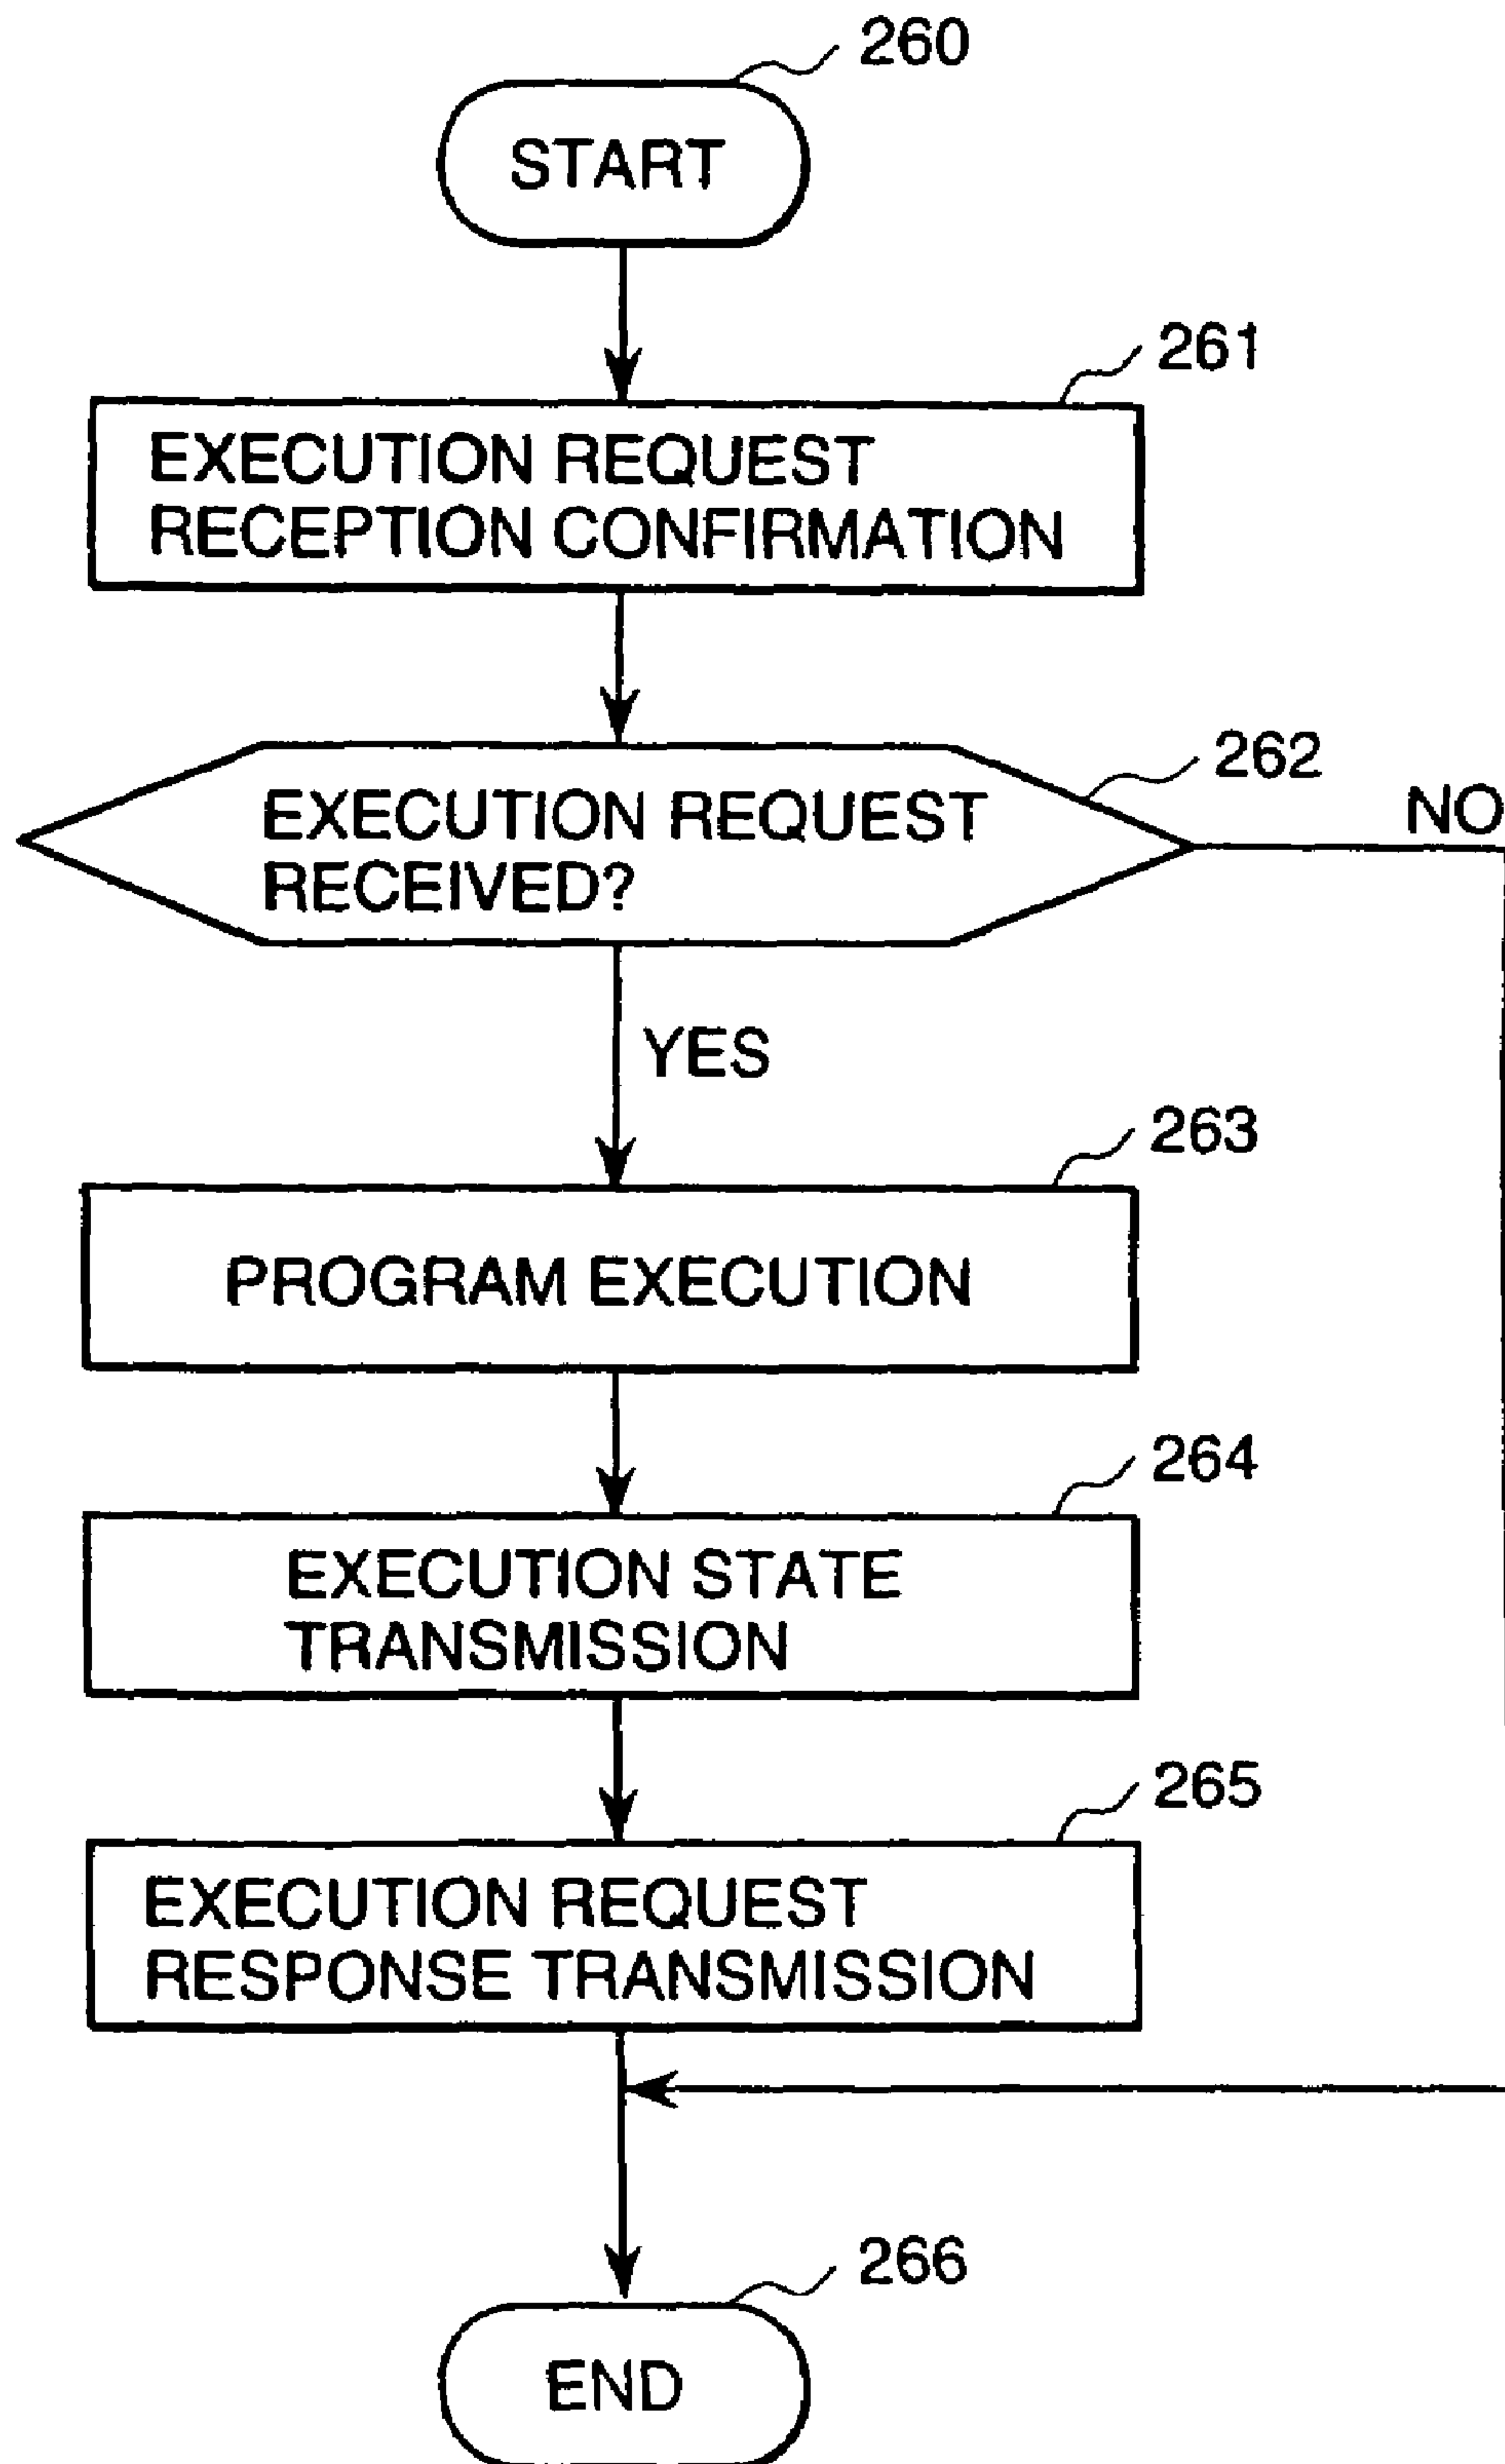 260
START
261
EXECUTION REQUEST
RECEPTION CONFIRMATION
262
EXECUTION REQUEST
RECEIVED?
NO
YES
263
PROGRAM EXECUTION
264
EXECUTION STATE
TRANSMISSION
265
EXECUTION REQUEST
RESPONSE TRANSMISSION
266
END